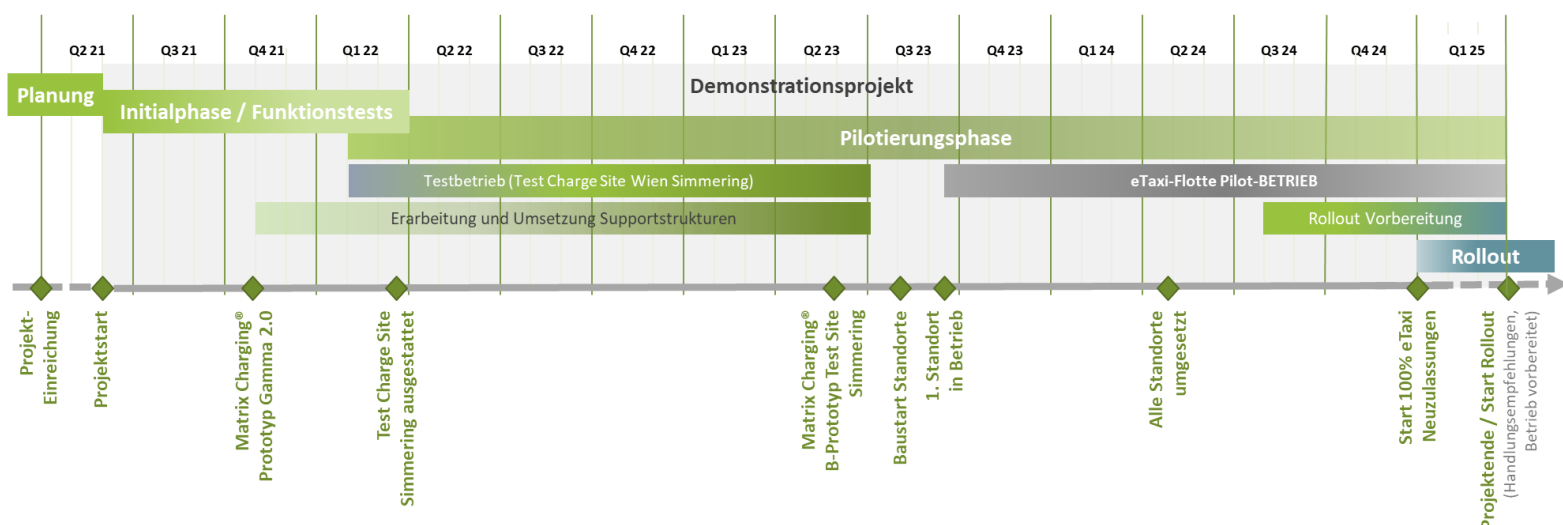 Q2 21
Q3 21
Q4 21
Q1 22
Q2 22
Q3 22
Q4 22
Q1 23
Q2 23
Q3 23
Q4 23
Q1 24
Q2 24
Q3 24
Q4 24
Q1 25
Demonstrationsprojekt
Planung
Initialphase / Funktionstests
Pilotierungsphase
Testbetrieb (Test Charge Site Wien Simmering)
eTaxi-Flotte Pilot-BETRIEB
Erarbeitung und Umsetzung Supportstrukturen
Rollout Vorbereitung
Rollout
Projekt-
Einreichung
Projektstart
Matrix Charging®
Prototyp Gamma 2.0
Test Charge Site
Simmering ausgestattet
Matrix Charging®
B-Prototyp Test Site
Simmering
Baustart Standorte
1. Standort
in Betrieb
Alle Standorte
umgesetzt
Start 100% eTaxi
Neuzulassungen
Projektende / Start Rollout
(Handlungsempfehlungen,
Betrieb vorbereitet)